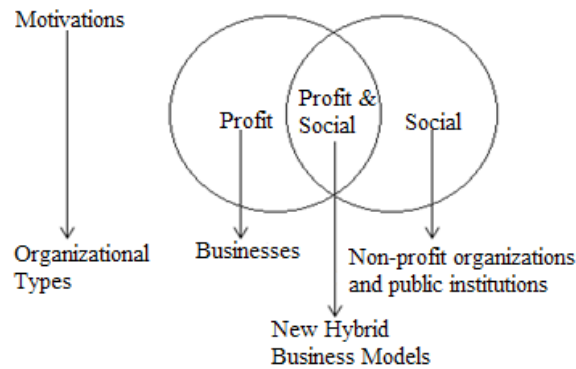 Motivations
Profit
Profit &
Social
Social
Organizational
Types
Businesses
Non-profit organizations
and public institutions
New Hybrid
Business Models